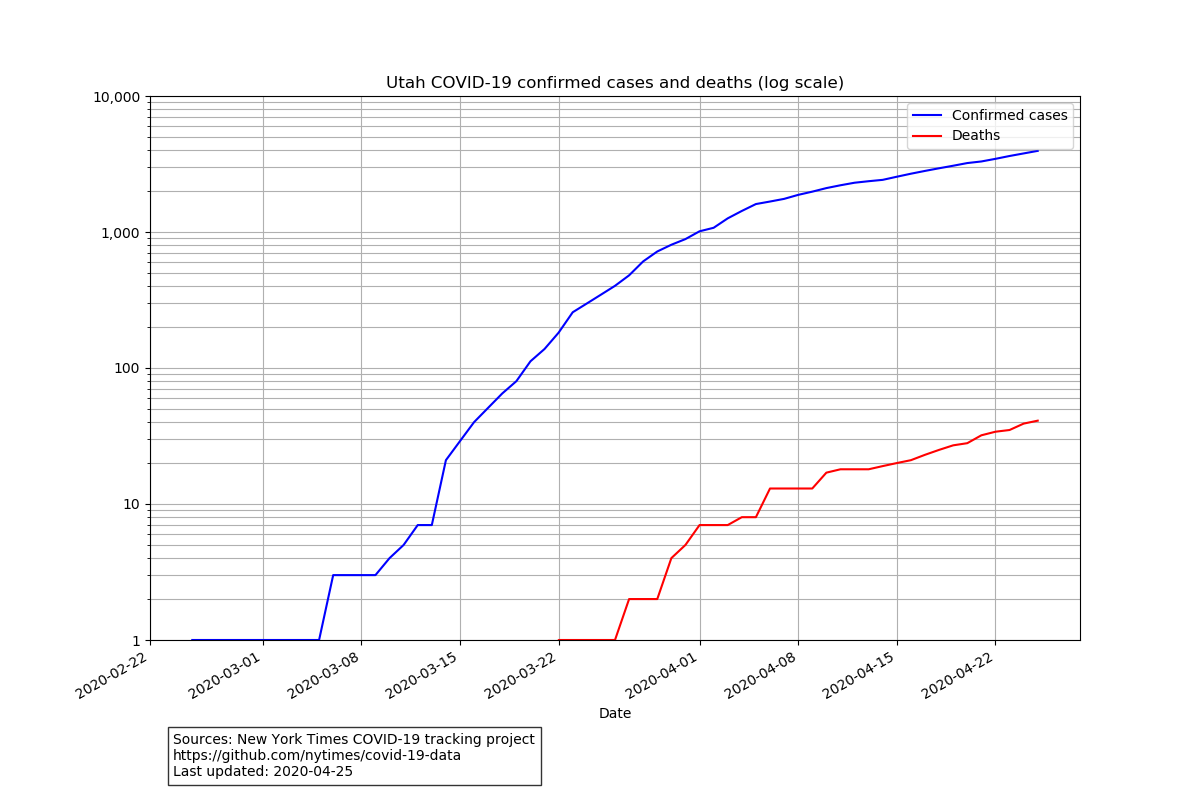 Utah COVID-19 confirmed cases and deaths (log scale)
10,000
1,000
100
10
1
Confirmed cases
Deaths
2020-02-22
2020-03-01
2020-03-08
2020-03-15
2020-03-22
2020-04-01
2020-04-08
2020-04-15
2020-04-22
Date
Sources: New York Times COVID-19 tracking project
https://github.com/nytimes/covid-19-data
Last updated: 2020-04-25